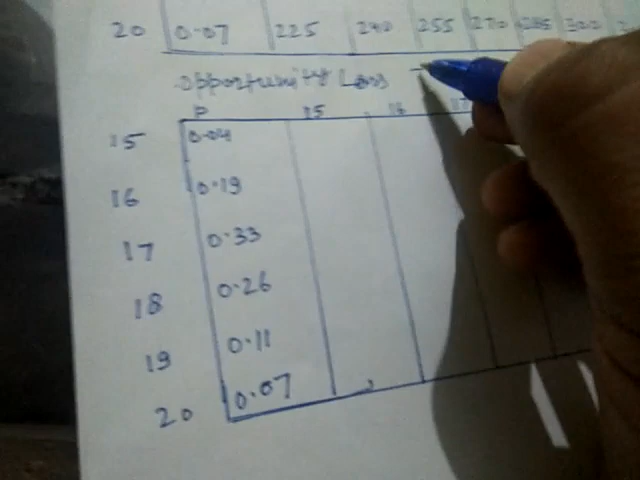 20 0.07 225 240 255 270 285 300
Opportunity Loss
P 15 16 17
15 0.04
16 0.19
17 0.33
18 0.26
19 0.11
20 0.07